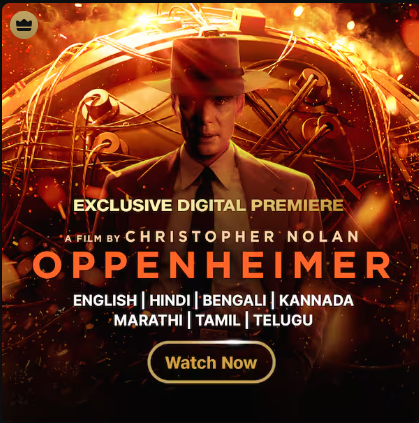 EXCLUSIVE DIGITAL PREMIERE
A FILM BY CHRISTOPHER NOLAN
OPPENHEIMER
ENGLISH | HINDI | BENGALI | KANNADA
MARATHI | TAMIL | TELUGU
Watch Now